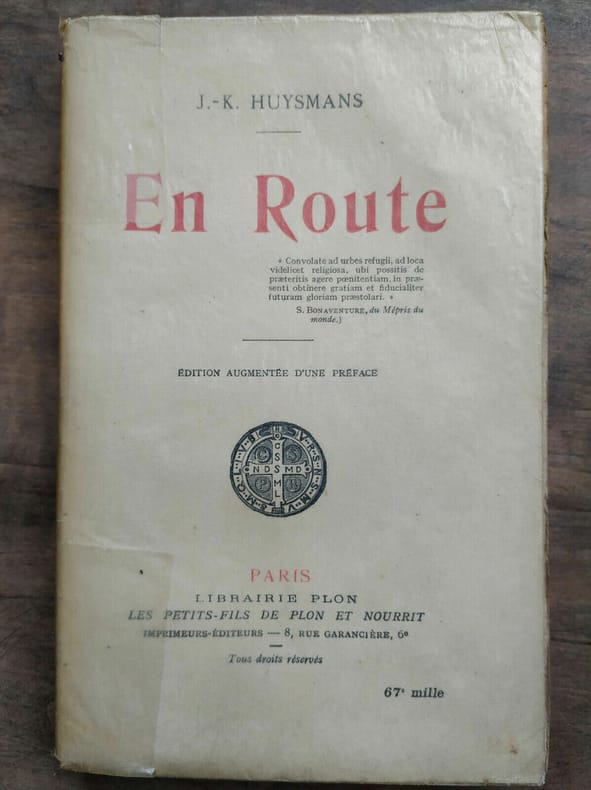 J.-K. HUYSMANS
En Route
« Convolate ad urbes refugii, ad loca
videlicet religiosa, ubi possitis de
præteritis agere pœnitentiam, in præ-
senti obtinere gratiam et fiducialiter
futuram gloriam præstolari. »
S. BONAVENTURE, du Mépris du
monde.)
ÉDITION AUGMENTÉE D'UNE PRÉFACE
C S
N D S M D
P B
M L
PARIS
LIBRAIRIE PLON
LES PETITS-FILS DE PLON ET NOURRIT
IMPRIMEURS-ÉDITEURS — 8, RUE GARANCIÈRE, 6e
Tous droits réservés
67e mille